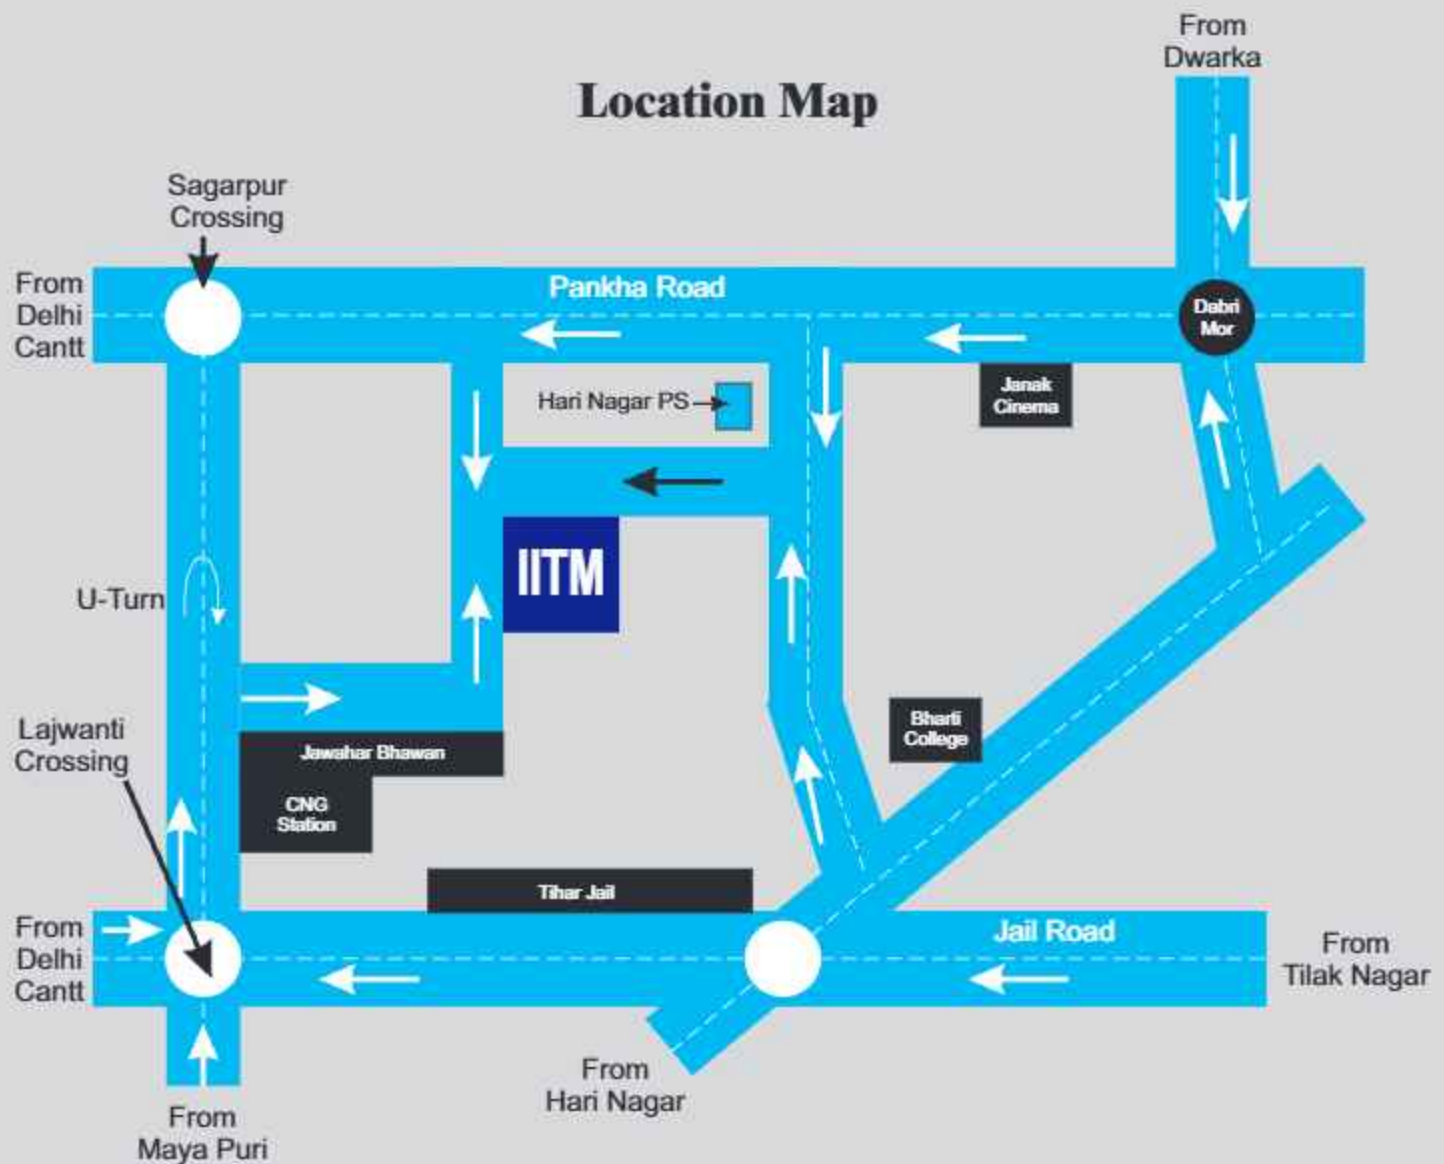 From
Dwarka
Location Map
Sagarpur
Crossing
From
Delhi
Cantt
Pankha Road
Dabri
Mor
Janak
Cinema
Hari Nagar PS
IITM
U-Turn
Lajwanti
Crossing
Bharti
College
Jawahar Bhawan
CNG
Station
Tihar Jail
From
Delhi
Cantt
Jail Road
From
Tilak Nagar
From
Hari Nagar
From
Maya Puri